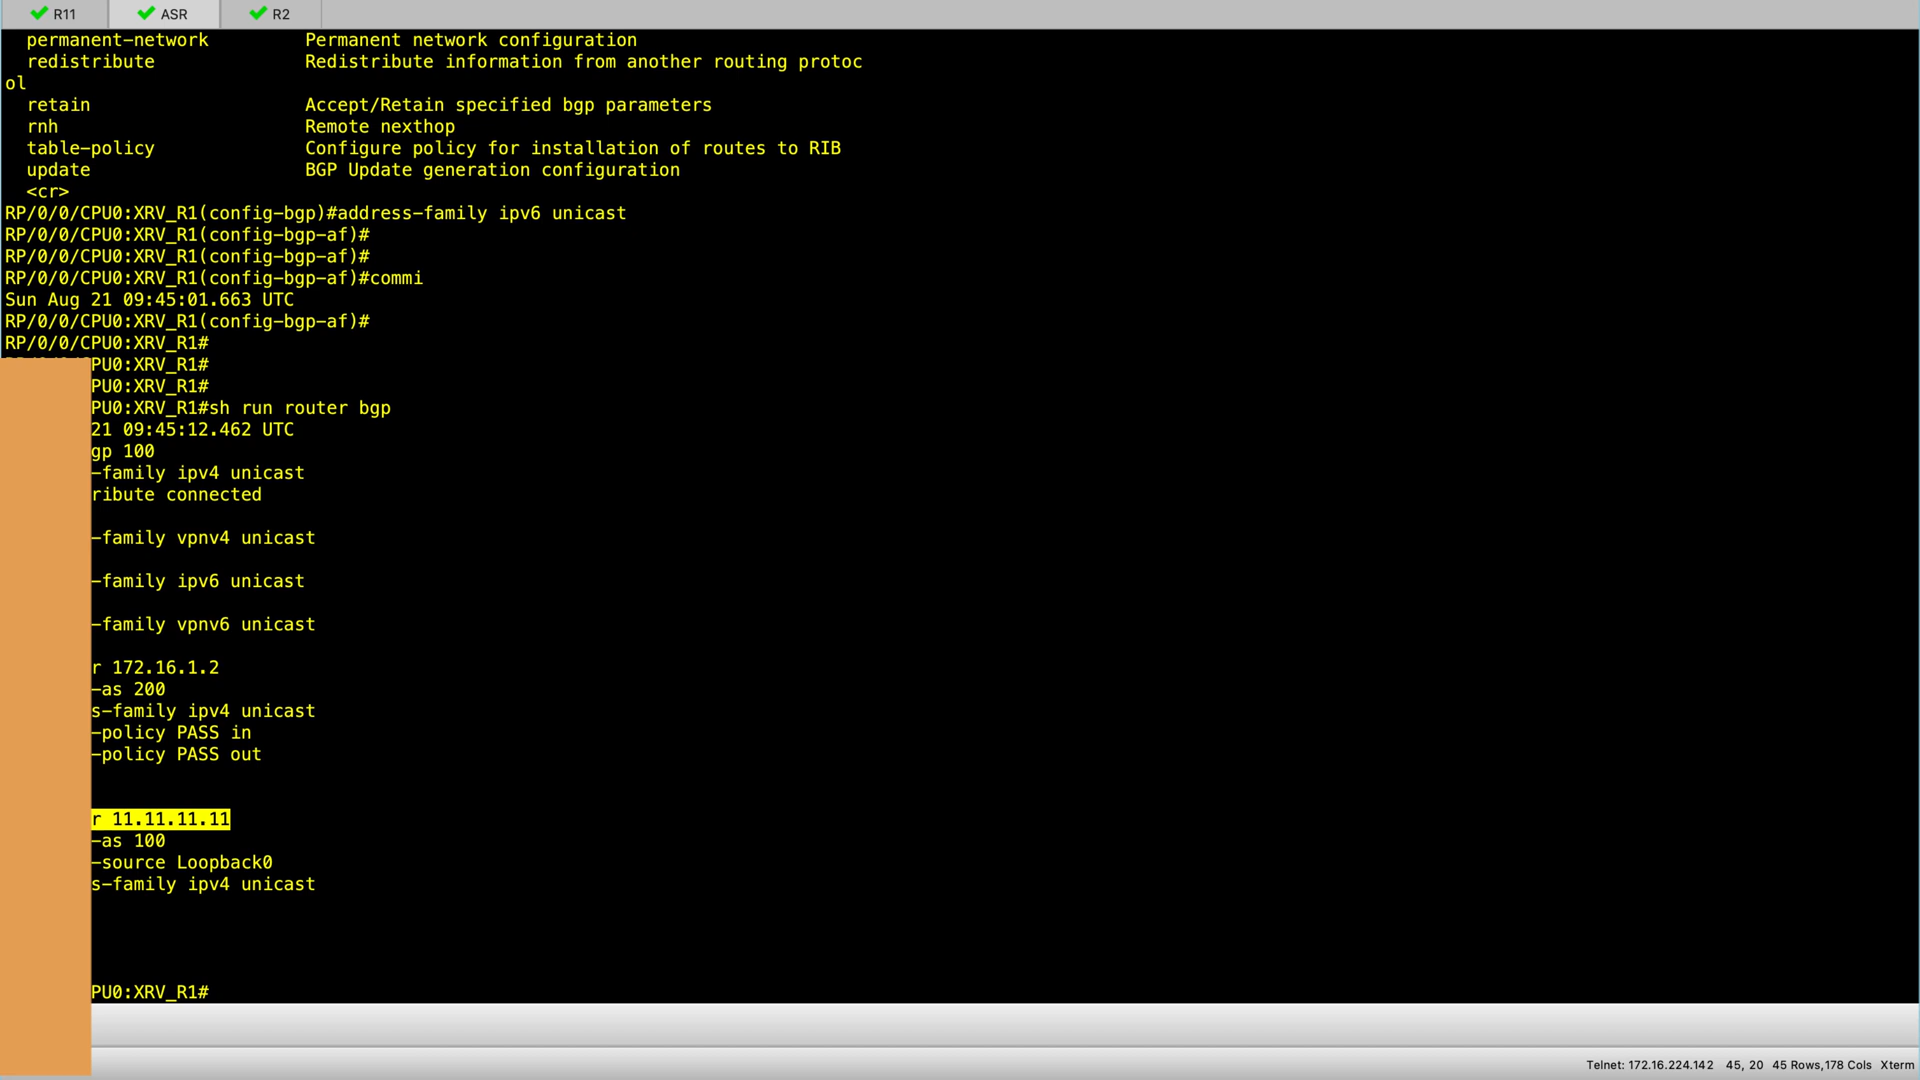 R11 ASR R2
permanent-network Permanent network configuration
redistribute Redistribute information from another routing protoc
ol
retain Accept/Retain specified bgp parameters
rnh Remote nexthop
table-policy Configure policy for installation of routes to RIB
update BGP Update generation configuration
<cr>
RP/0/0/CPU0:XRV_R1(config-bgp)#address-family ipv6 unicast
RP/0/0/CPU0:XRV_R1(config-bgp-af)#
RP/0/0/CPU0:XRV_R1(config-bgp-af)#
RP/0/0/CPU0:XRV_R1(config-bgp-af)#commi
Sun Aug 21 09:45:01.663 UTC
RP/0/0/CPU0:XRV_R1(config-bgp-af)#
RP/0/0/CPU0:XRV_R1#
PU0:XRV_R1#
PU0:XRV_R1#
PU0:XRV_R1#sh run router bgp
21 09:45:12.462 UTC
gp 100
-family ipv4 unicast
ribute connected
-family vpnv4 unicast
-family ipv6 unicast
-family vpnv6 unicast
r 172.16.1.2
-as 200
s-family ipv4 unicast
-policy PASS in
-policy PASS out
r 11.11.11.11
-as 100
-source Loopback0
s-family ipv4 unicast
PU0:XRV_R1#
Telnet: 172.16.224.142 45, 20 45 Rows,178 Cols Xterm